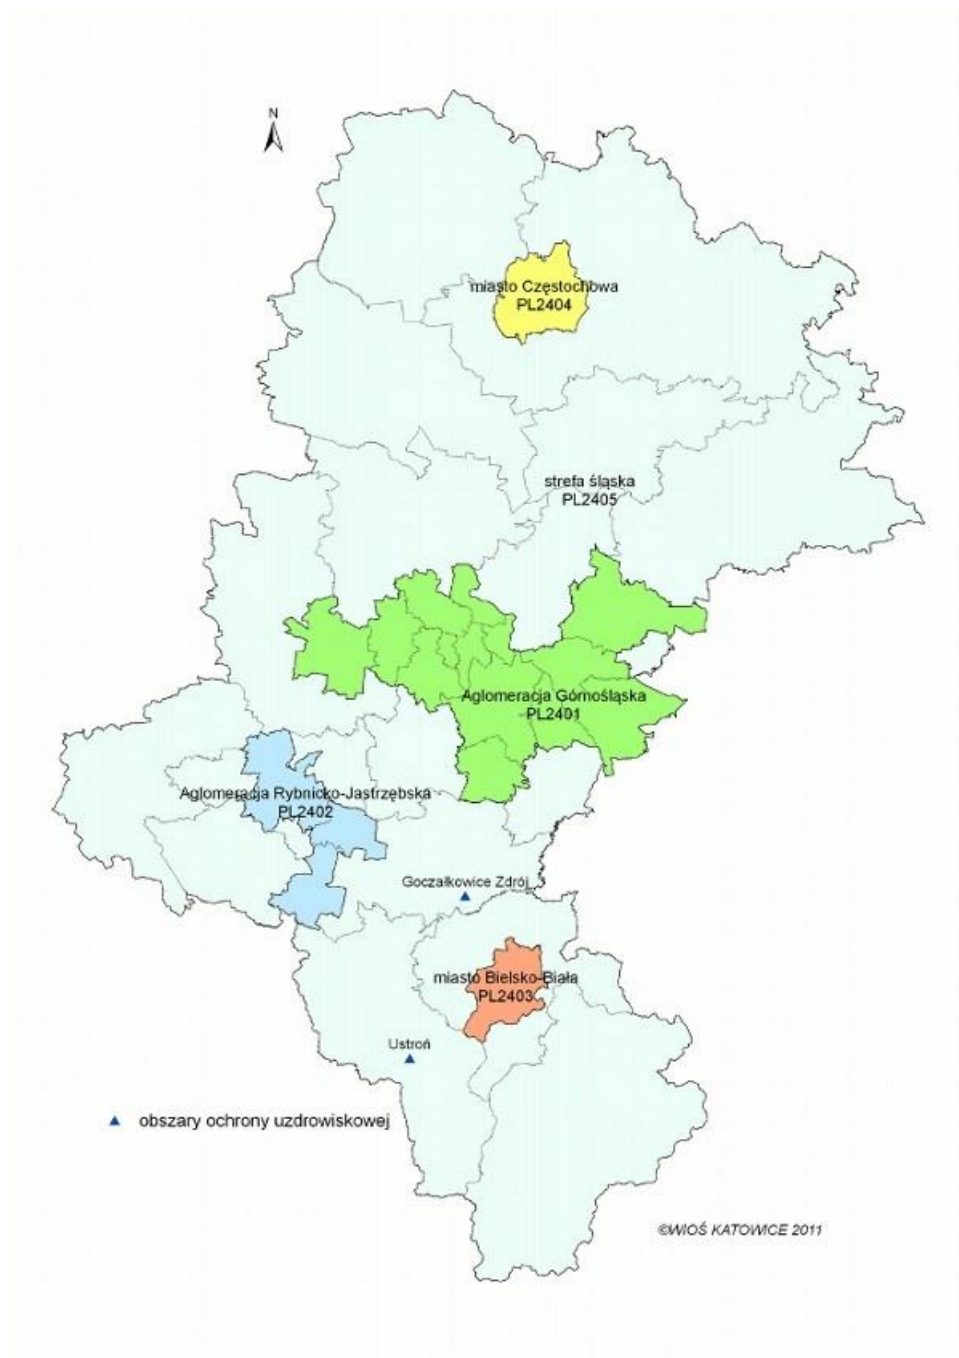 N
miasto Częstochowa
PL2404
strefa śląska
PL2405
Aglomeracja Górnośląska
PL2401
Aglomeracja Rybnicko-Jastrzębska
PL2402
Goczałkowice Zdrój
miasto Bielsko-Biała
PL2403
Ustroń
obszary ochrony uzdrowiskowej
©WIOŚ KATOWICE 2011